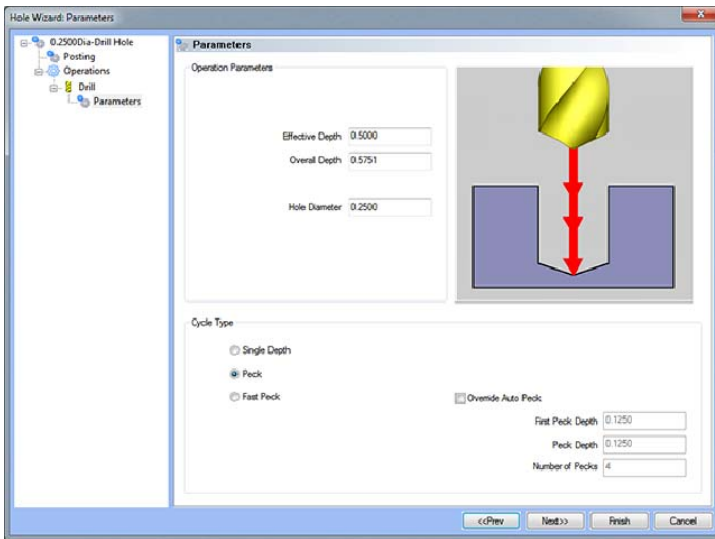 Hole Wizard: Parameters
0.2500Dia-Drill Hole
Posting
Operations
Drill
Parameters
Parameters
Operation Parameters
Effective Depth 0.5000
Overall Depth 0.5751
Hole Diameter 0.2500
Cycle Type
Single Depth
Peck
Fast Peck
Override Auto Peck
First Peck Depth 0.1250
Peck Depth 0.1250
Number of Pecks 4
<<Prev
Next>>
Finish
Cancel